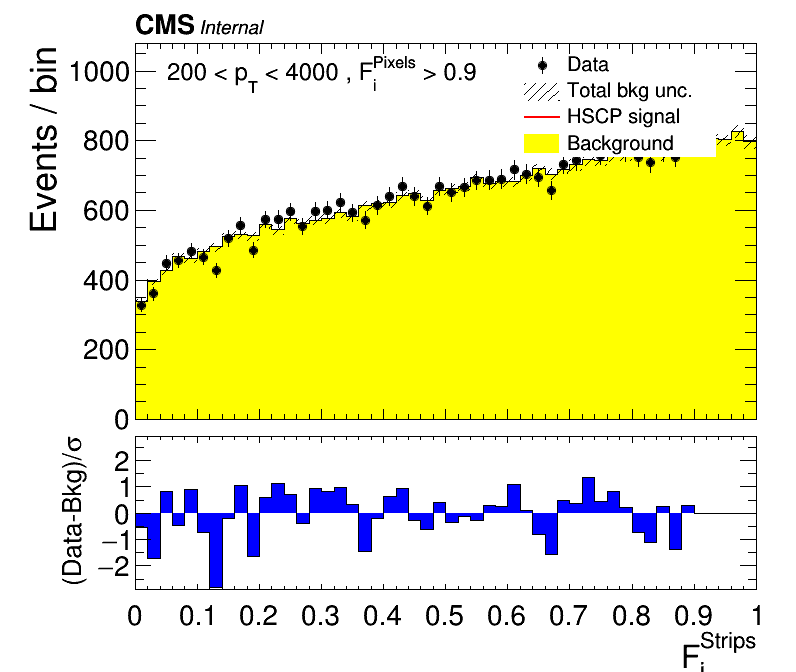 CMS Internal
Events / bin
1000
800
600
400
200
0
200 < p_T < 4000 , F_i^Pixels > 0.9
Data
Total bkg unc.
HSCP signal
Background
(Data-Bkg)/σ
2
1
0
−1
−2
0 0.1 0.2 0.3 0.4 0.5 0.6 0.7 0.8 0.9 1
F_i^Strips